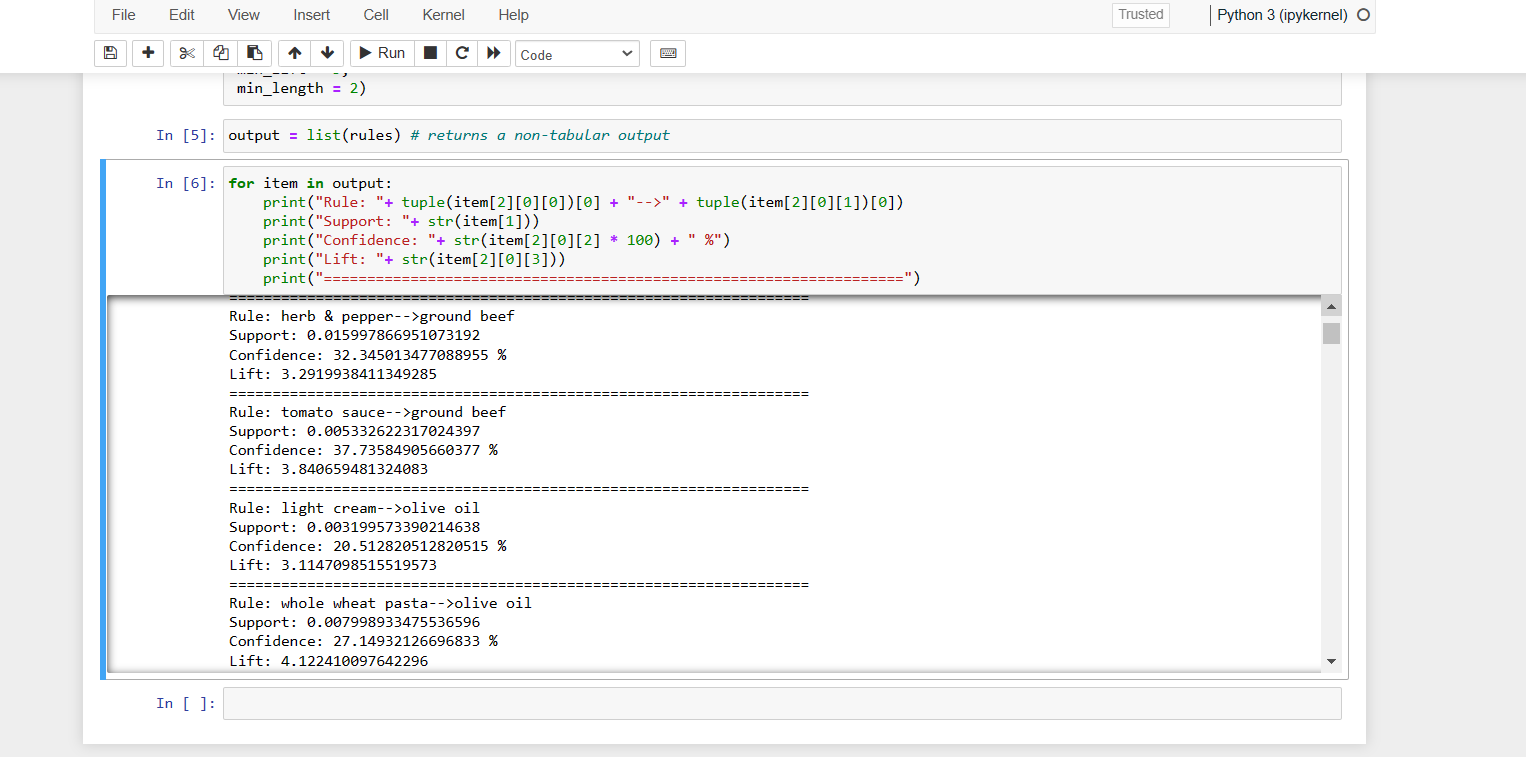 File Edit View Insert Cell Kernel Help Trusted Python 3 (ipykernel)
Run Code
min_length = 2)
In [5]: output = list(rules) # returns a non-tabular output
In [6]: for item in output:
    print("Rule: "+ tuple(item[2][0][0])[0] + "-->" + tuple(item[2][0][1])[0])
    print("Support: "+ str(item[1]))
    print("Confidence: "+ str(item[2][0][2] * 100) + " %")
    print("Lift: "+ str(item[2][0][3]))
    print("===================================================================")
===================================================================
Rule: herb & pepper-->ground beef
Support: 0.015997866951073192
Confidence: 32.345013477088955 %
Lift: 3.2919938411349285
===================================================================
Rule: tomato sauce-->ground beef
Support: 0.005332622317024397
Confidence: 37.73584905660377 %
Lift: 3.840659481324083
===================================================================
Rule: light cream-->olive oil
Support: 0.003199573390214638
Confidence: 20.512820512820515 %
Lift: 3.1147098515519573
===================================================================
Rule: whole wheat pasta-->olive oil
Support: 0.007998933475536596
Confidence: 27.14932126696833 %
Lift: 4.122410097642296
In [ ]: